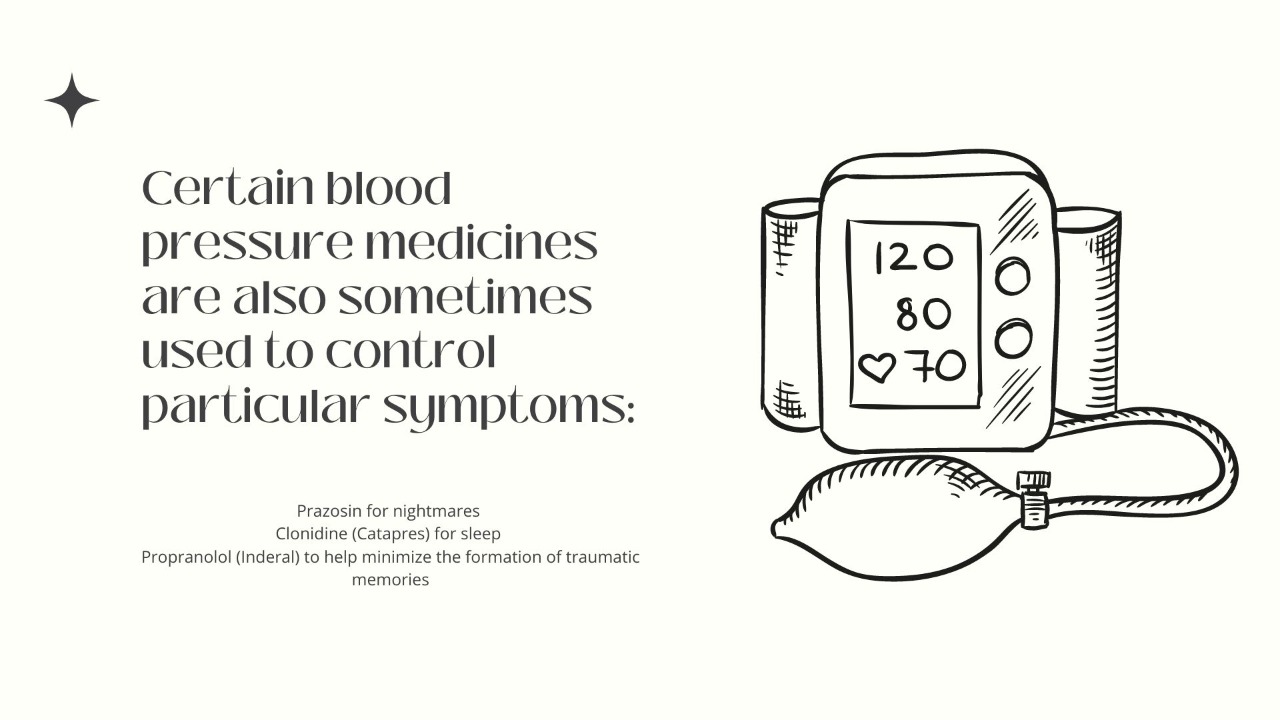 Certain blood
pressure medicines
are also sometimes
used to control
particular symptoms:
Prazosin for nightmares
Clonidine (Catapres) for sleep
Propranolol (Inderal) to help minimize the formation of traumatic
memories
120
80
70